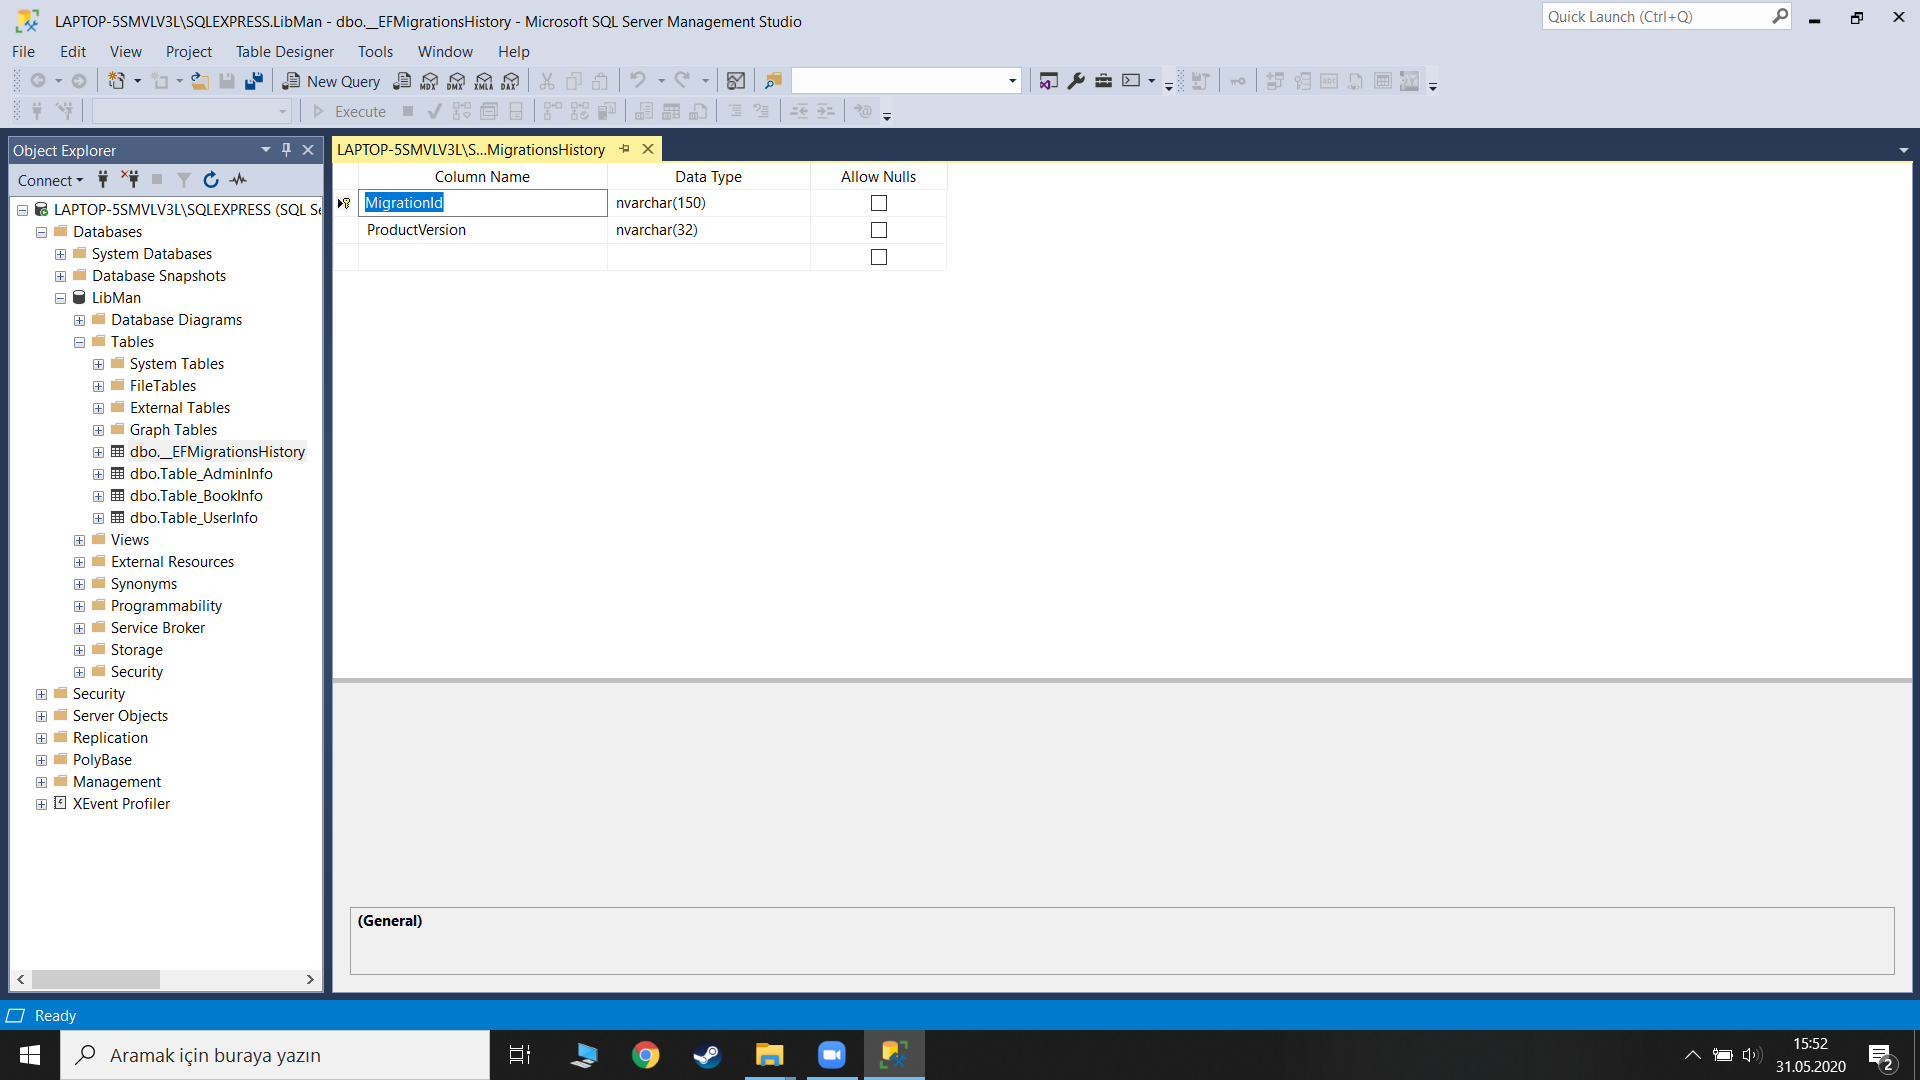 LAPTOP-5SMVLV3L\SQLEXPRESS.LibMan - dbo.__EFMigrationsHistory - Microsoft SQL Server Management Studio
Quick Launch (Ctrl+Q)
File Edit View Project Table Designer Tools Window Help
New Query MDX DMX XMLA DAX
Execute
Object Explorer
LAPTOP-5SMVLV3L\S...MigrationsHistory
Connect
Column Name Data Type Allow Nulls
MigrationId nvarchar(150)
ProductVersion nvarchar(32)
LAPTOP-5SMVLV3L\SQLEXPRESS (SQL Se
Databases
System Databases
Database Snapshots
LibMan
Database Diagrams
Tables
System Tables
FileTables
External Tables
Graph Tables
dbo.__EFMigrationsHistory
dbo.Table_AdminInfo
dbo.Table_BookInfo
dbo.Table_UserInfo
Views
External Resources
Synonyms
Programmability
Service Broker
Storage
Security
Security
Server Objects
Replication
PolyBase
Management
XEvent Profiler
(General)
Ready
Aramak için buraya yazın
15:52
31.05.2020
2